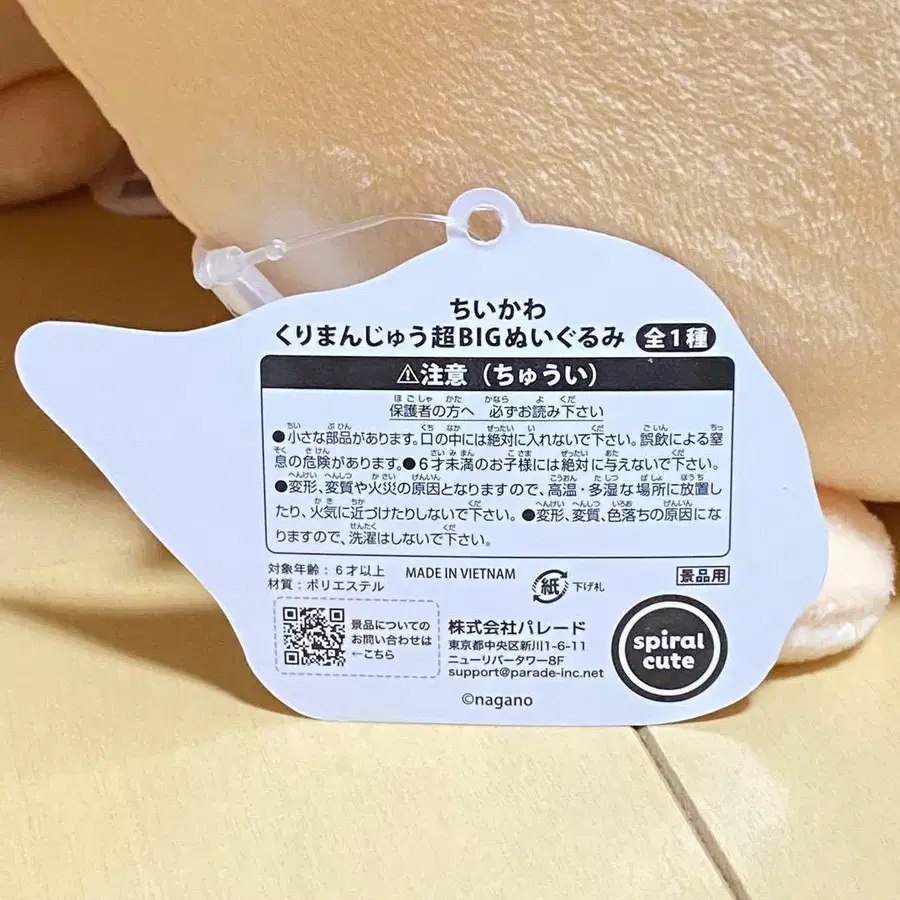 ちいかわ
くりまんじゅう超BIGぬいぐるみ 全1種
⚠注意（ちゅうい）
保護者の方へ 必ずお読み下さい
●小さな部品があります。口の中には絶対に入れないで下さい。誤飲による窒
息の危険があります。●6才未満のお子様には絶対に与えないで下さい。
●変形、変質や火災の原因となりますので、高温・多湿な場所に放置し
たり、火気に近づけたりしないで下さい。●変形、変質、色落ちの原因にな
りますので、洗濯はしないで下さい。
対象年齢：6才以上
材質：ポリエステル
MADE IN VIETNAM
紙 下げ札
景品用
景品についての
お問い合わせは
←こちら
株式会社パレード
東京都中央区新川1-6-11
ニューリバータワー8F
support@parade-inc.net
spiral
cute
©nagano